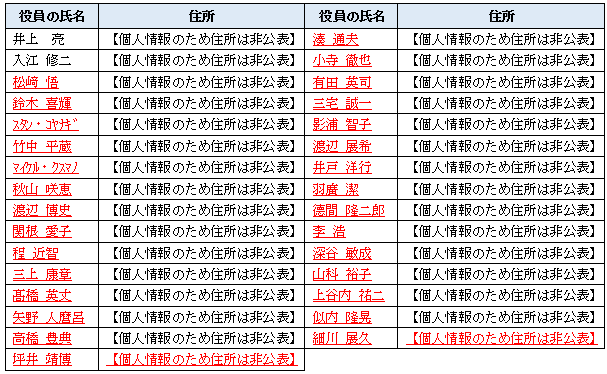 役員の氏名 住所 役員の氏名 住所
井上 亮 【個人情報のため住所は非公表】 湊 通夫 【個人情報のため住所は非公表】
入江 修二 【個人情報のため住所は非公表】 小寺 徹也 【個人情報のため住所は非公表】
松﨑 悟 【個人情報のため住所は非公表】 有田 英司 【個人情報のため住所は非公表】
鈴木 喜輝 【個人情報のため住所は非公表】 三宅 誠一 【個人情報のため住所は非公表】
ｽﾀﾝ・ｺﾔﾅｷﾞ 【個人情報のため住所は非公表】 影浦 智子 【個人情報のため住所は非公表】
竹中 平蔵 【個人情報のため住所は非公表】 渡辺 展希 【個人情報のため住所は非公表】
ﾏｲｹﾙ・ｸｽﾏﾉ 【個人情報のため住所は非公表】 井戸 洋行 【個人情報のため住所は非公表】
秋山 咲恵 【個人情報のため住所は非公表】 羽廣 潔 【個人情報のため住所は非公表】
渡辺 博史 【個人情報のため住所は非公表】 德間 隆二郎 【個人情報のため住所は非公表】
関根 愛子 【個人情報のため住所は非公表】 李 浩 【個人情報のため住所は非公表】
程 近智 【個人情報のため住所は非公表】 深谷 敏成 【個人情報のため住所は非公表】
三上 康章 【個人情報のため住所は非公表】 山科 裕子 【個人情報のため住所は非公表】
髙橋 英丈 【個人情報のため住所は非公表】 上谷内 祐二 【個人情報のため住所は非公表】
矢野 人磨呂 【個人情報のため住所は非公表】 似内 隆晃 【個人情報のため住所は非公表】
高橋 豊典 【個人情報のため住所は非公表】 細川 展久 【個人情報のため住所は非公表】
坪井 靖博 【個人情報のため住所は非公表】